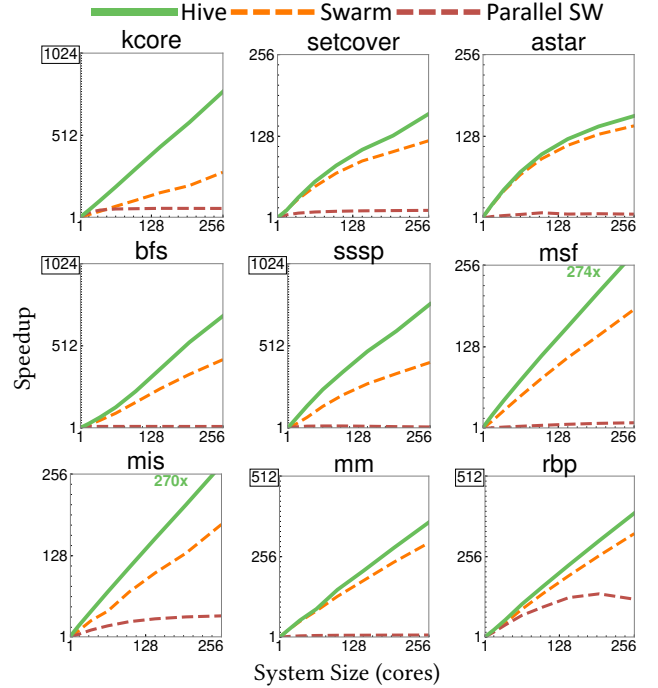 Hive Swarm Parallel SW
kcore setcover astar
1024 256 256
512 128 128
1 1 1
1 128 256 1 128 256 1 128 256
bfs sssp msf
1024 1024 256
274x
512 512 128
1 1 1
1 128 256 1 128 256 1 128 256
mis mm rbp
256 512 512
270x
128 256 256
1 1 1
1 128 256 1 128 256 1 128 256
Speedup
System Size (cores)